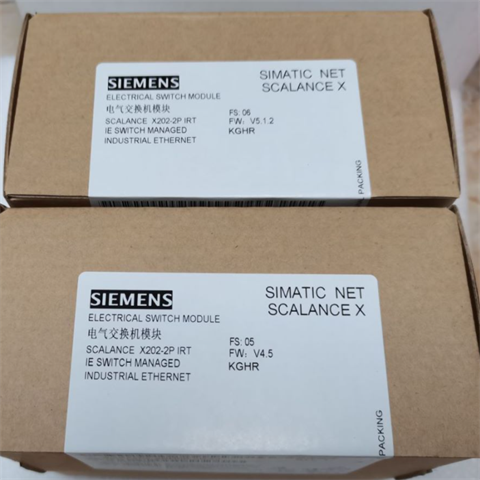 SIEMENS
SIMATIC NET
SCALANCE X
ELECTRICAL SWITCH MODULE
电气交换机模块
SCALANCE X202-2P IRT
IE SWITCH MANAGED
INDUSTRIAL ETHERNET
FS: 06
FW: V5.1.2
KGHR
PACKING
SIEMENS
SIMATIC NET
SCALANCE X
ELECTRICAL SWITCH MODULE
电气交换机模块
SCALANCE X202-2P IRT
IE SWITCH MANAGED
INDUSTRIAL ETHERNET
FS: 05
FW: V4.5
KGHR
PACKING